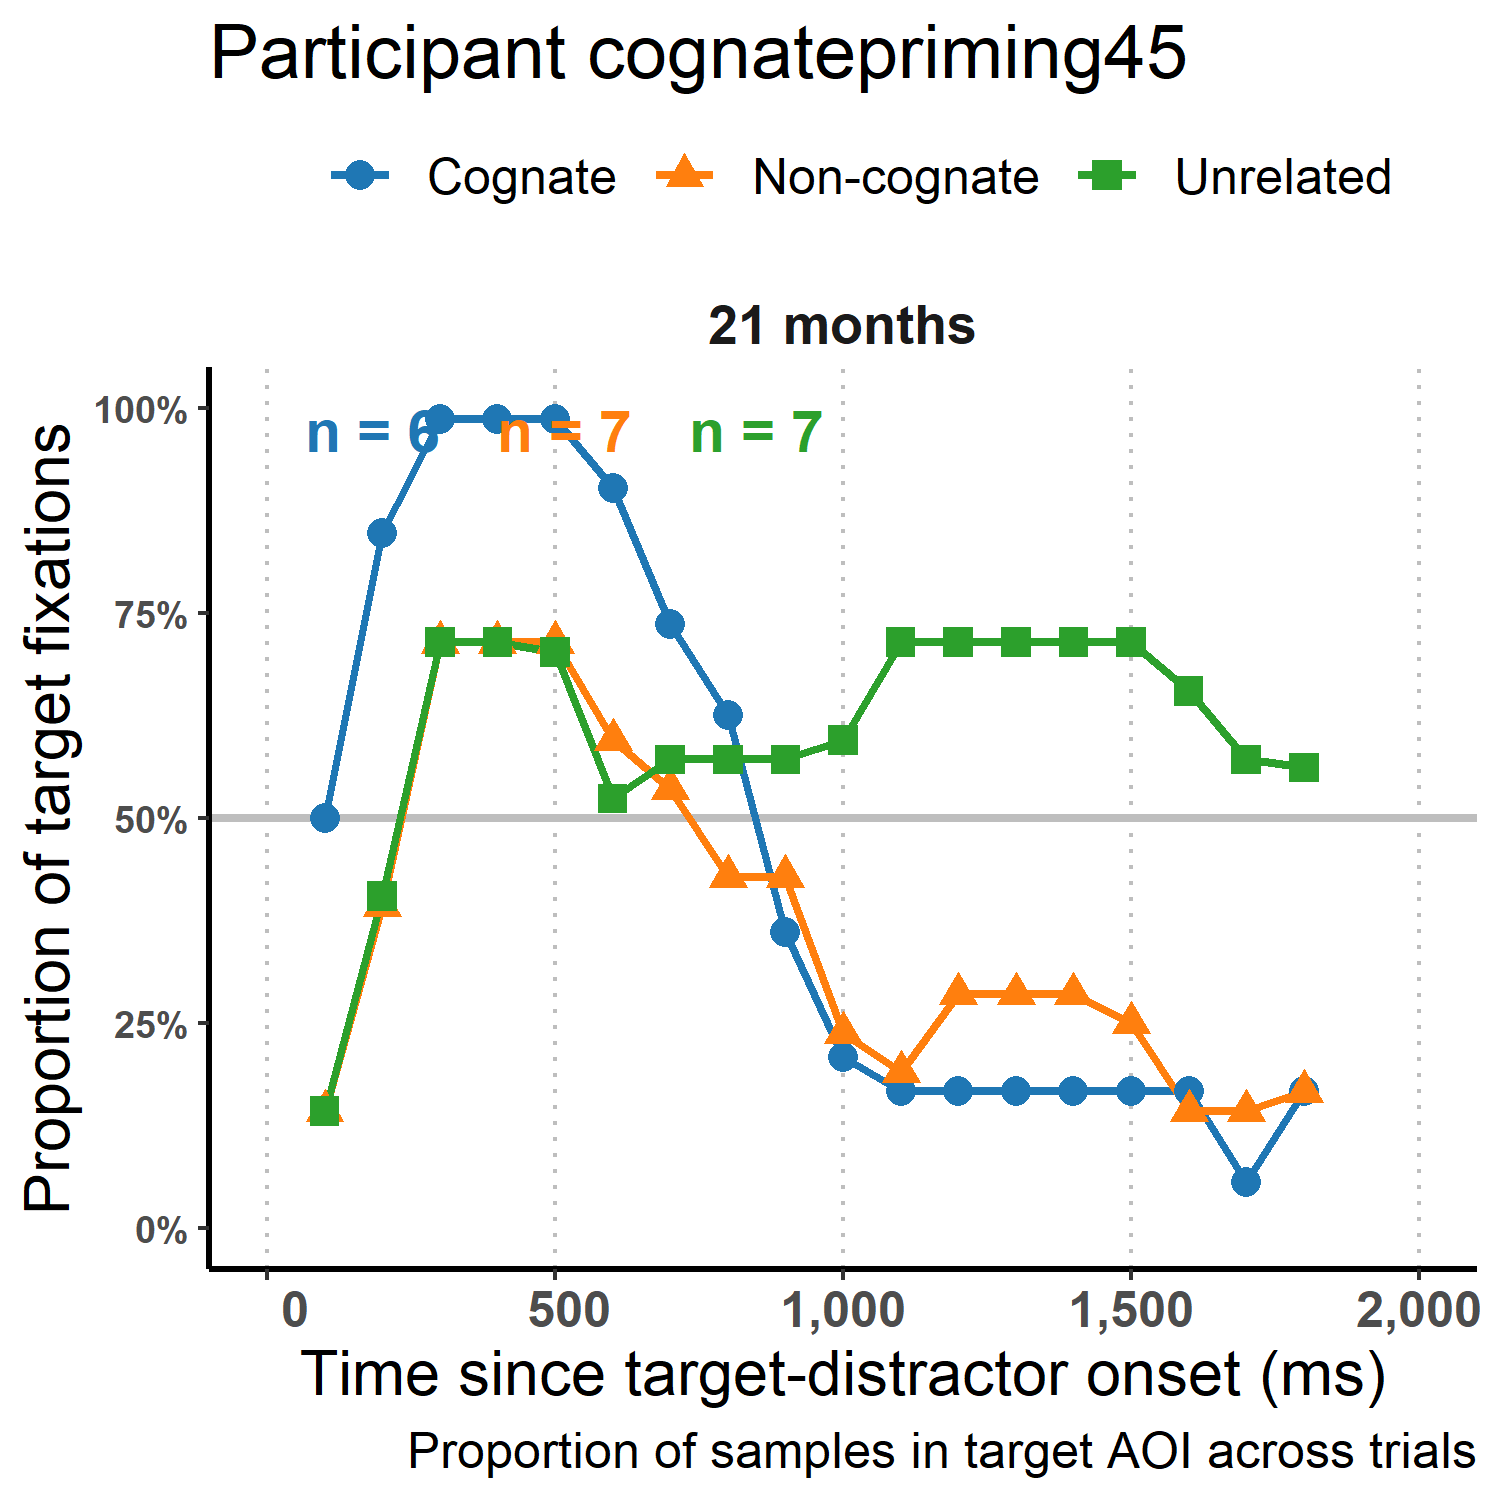 Participant cognatepriming45
Cognate Non-cognate Unrelated
21 months
n = 6 n = 7 n = 7
100%
75%
50%
25%
0%
Proportion of target fixations
0 500 1,000 1,500 2,000
Time since target-distractor onset (ms)
Proportion of samples in target AOI across trials